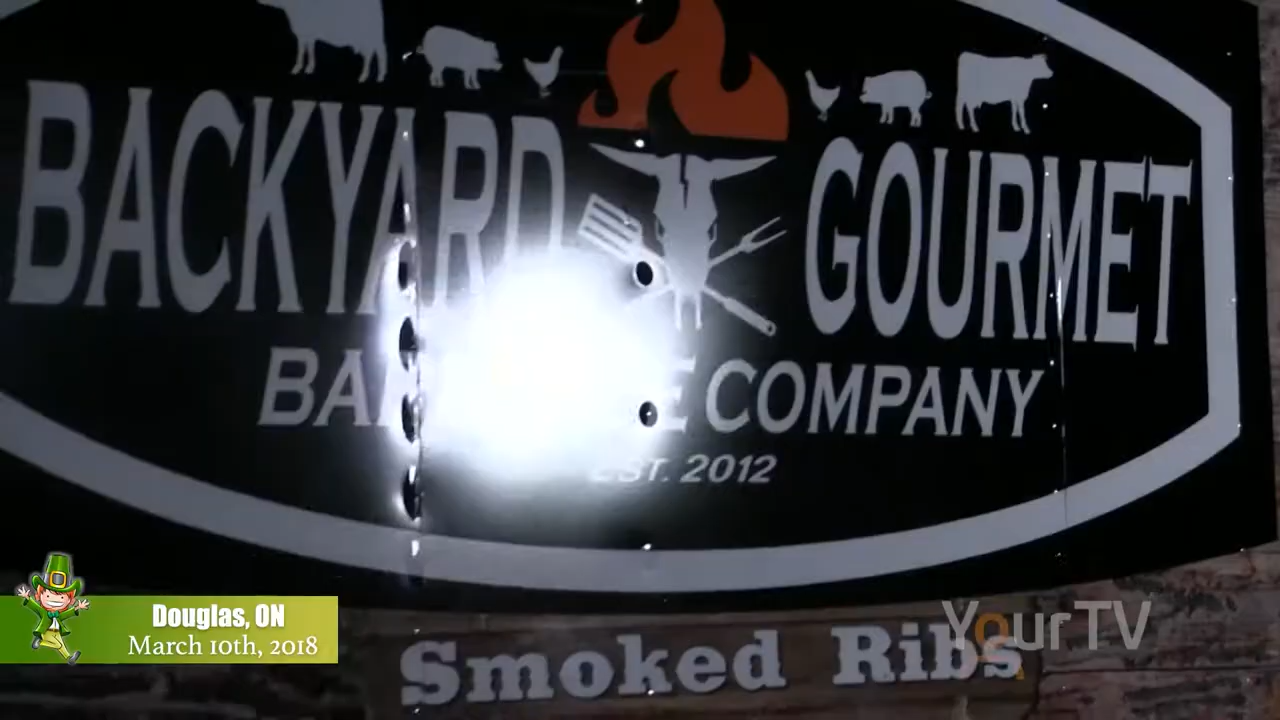 BACKYARD GOURMET
COMPANY
EST. 2012
Smoked Ribs
YourTV
Douglas, ON
March 10th, 2018